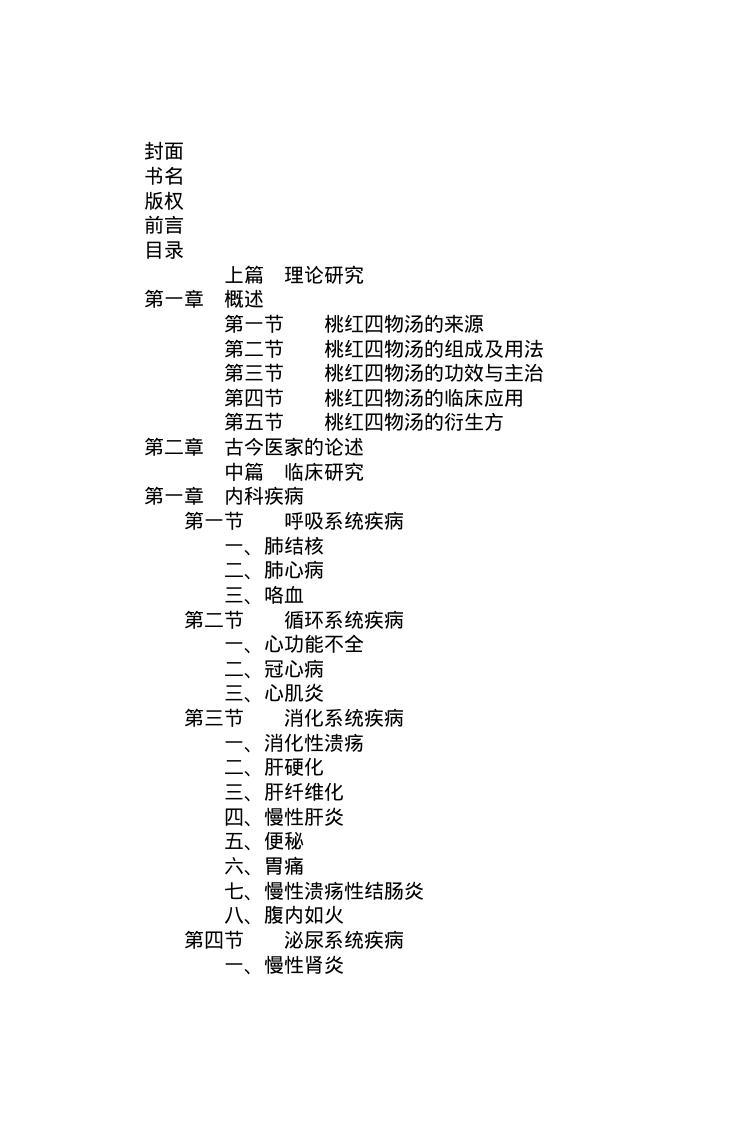 封面
书名
版权
前言
目录
上篇 理论研究
第一章 概述
第一节 桃红四物汤的来源
第二节 桃红四物汤的组成及用法
第三节 桃红四物汤的功效与主治
第四节 桃红四物汤的临床应用
第五节 桃红四物汤的衍生方
第二章 古今医家的论述
中篇 临床研究
第一章 内科疾病
第一节 呼吸系统疾病
一、肺结核
二、肺心病
三、咯血
第二节 循环系统疾病
一、心功能不全
二、冠心病
三、心肌炎
第三节 消化系统疾病
一、消化性溃疡
二、肝硬化
三、肝纤维化
四、慢性肝炎
五、便秘
六、胃痛
七、慢性溃疡性结肠炎
八、腹内如火
第四节 泌尿系统疾病
一、慢性肾炎